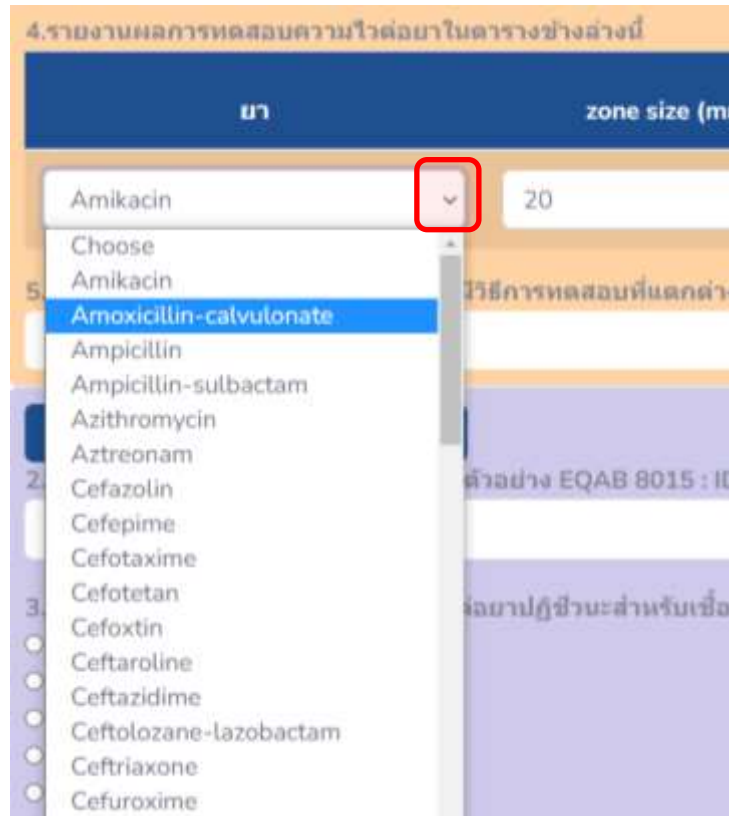 4.รายงานผลการทดสอบความไวต่อยาในตารางข้างล่างนี้
ยา zone size (m
Amikacin 20
Choose
Amikacin
5. วิธีการทดสอบที่แตกต่า
Amoxicillin-calvulonate
Ampicillin
Ampicillin-sulbactam
Azithromycin
Aztreonam
2. ตัวอย่าง EQAB 8015 : ID
Cefazolin
Cefepime
Cefotaxime
Cefotetan
3. ต่อยาปฏิชีวนะสำหรับเชื้อ
Cefoxtin
Ceftaroline
Ceftazidime
Ceftolozane-lazobactam
Ceftriaxone
Cefuroxime